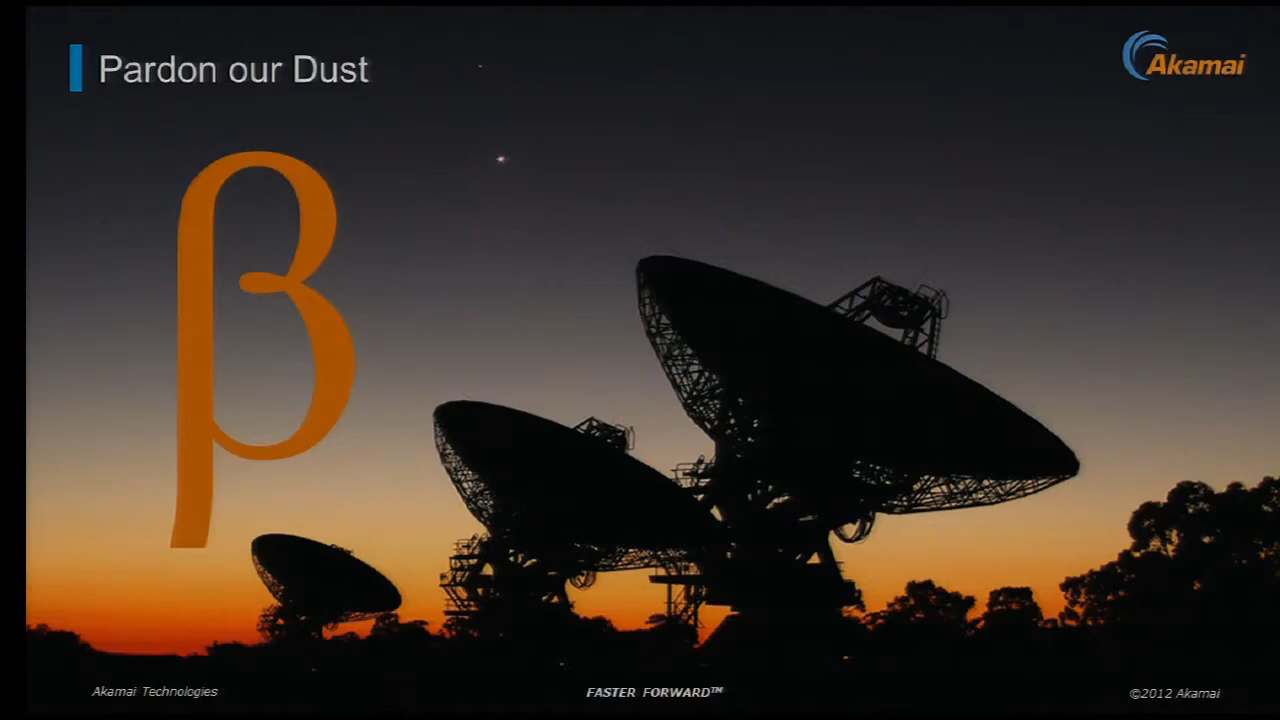 Pardon our Dust
Akamai
β
Akamai Technologies
FASTER FORWARD™
©2012 Akamai